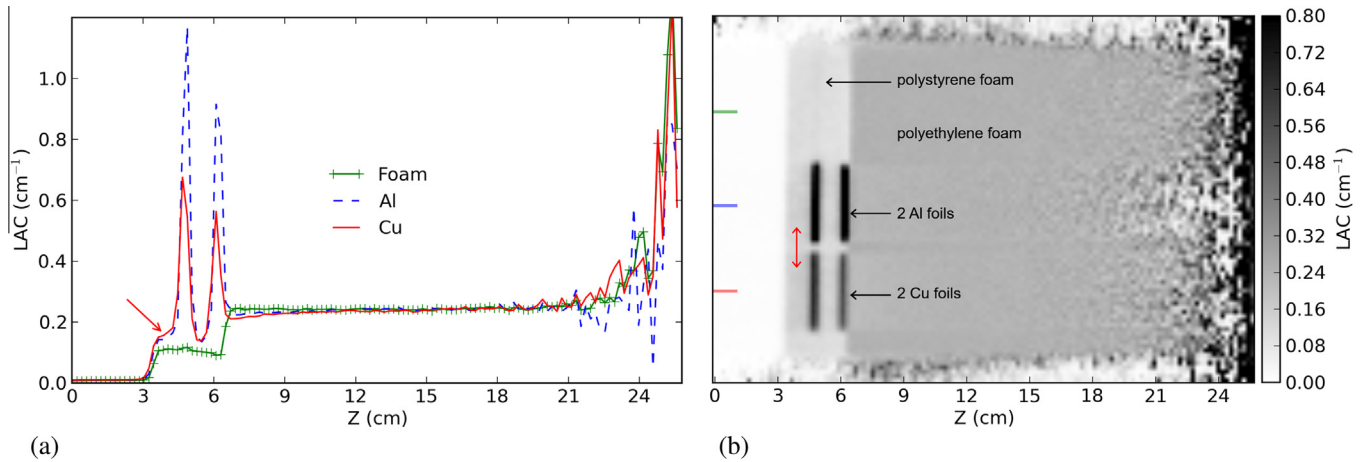 1.0
0.8
0.6
0.4
0.2
0.0
LAC (cm⁻¹)
Foam
Al
Cu
0 3 6 9 12 15 18 21 24
Z (cm)
(a)
polystyrene foam
polyethylene foam
2 Al foils
2 Cu foils
0 3 6 9 12 15 18 21 24
Z (cm)
0.80
0.72
0.64
0.56
0.48
0.40
0.32
0.24
0.16
0.08
0.00
LAC (cm⁻¹)
(b)